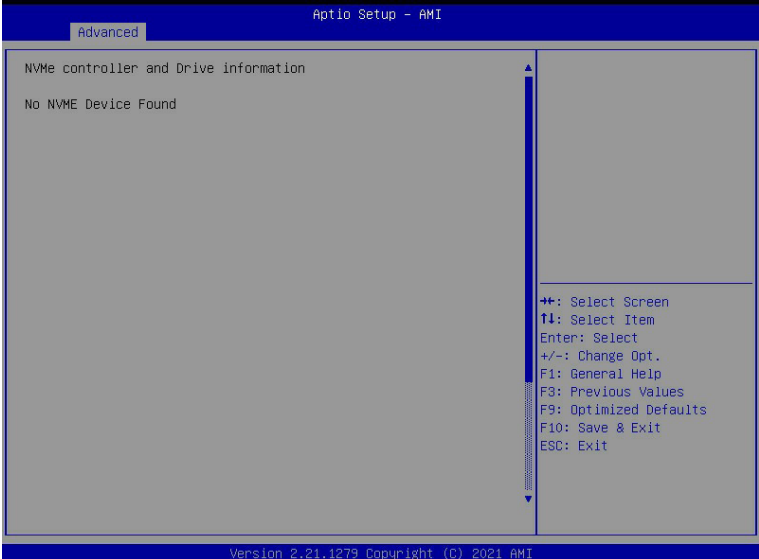 Aptio Setup - AMI
Advanced
NVMe controller and Drive information
No NVME Device Found
→←: Select Screen
↑↓: Select Item
Enter: Select
+/-: Change Opt.
F1: General Help
F3: Previous Values
F9: Optimized Defaults
F10: Save & Exit
ESC: Exit
Version 2.21.1279 Copyright (C) 2021 AMI